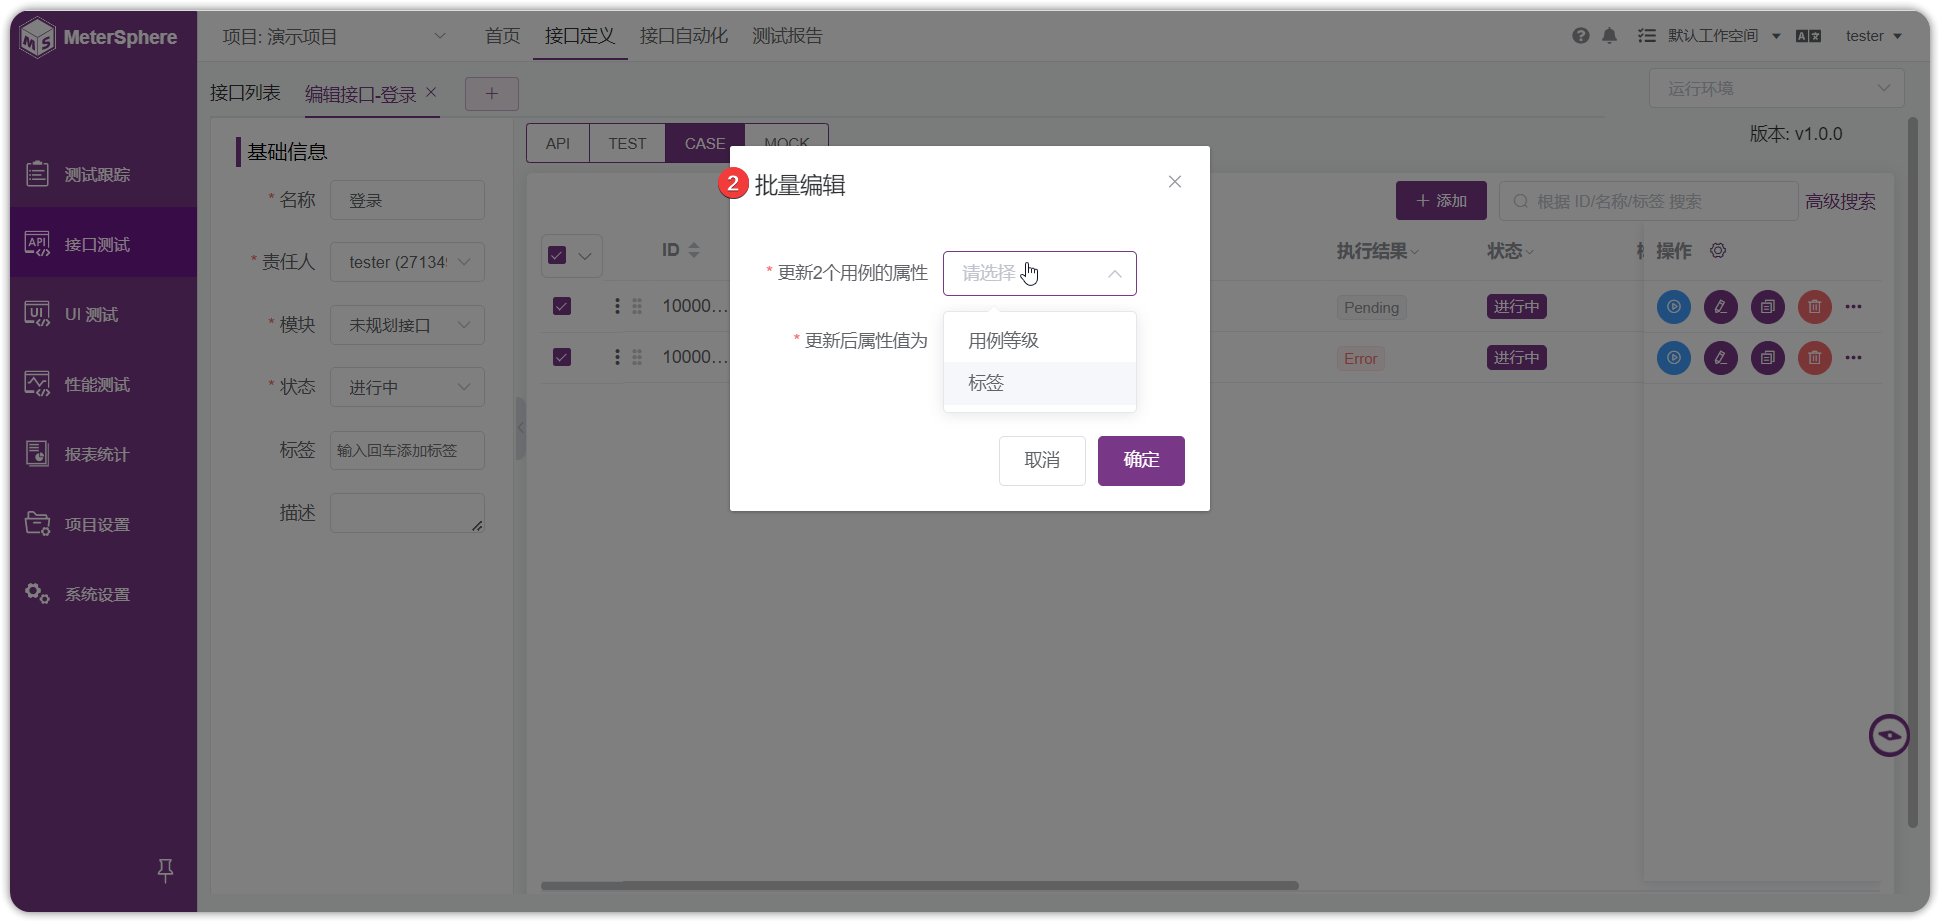 MeterSphere
项目: 演示项目
首页
接口定义
接口自动化
测试报告
默认工作空间
tester
接口列表
编辑接口-登录
+
运行环境
测试跟踪
接口测试
UI 测试
性能测试
报表统计
项目设置
系统设置
基础信息
* 名称 登录
* 责任人 tester (27134
* 模块 未规划接口
* 状态 进行中
标签 输入回车添加标签
描述
API
TEST
CASE
MOCK
版本: v1.0.0
+ 添加
根据 ID/名称/标签 搜索
高级搜索
ID
执行结果
状态
操作
10000...
Pending
进行中
10000...
Error
进行中
2 批量编辑
* 更新2个用例的属性 请选择
* 更新后属性值为
用例等级
标签
取消
确定